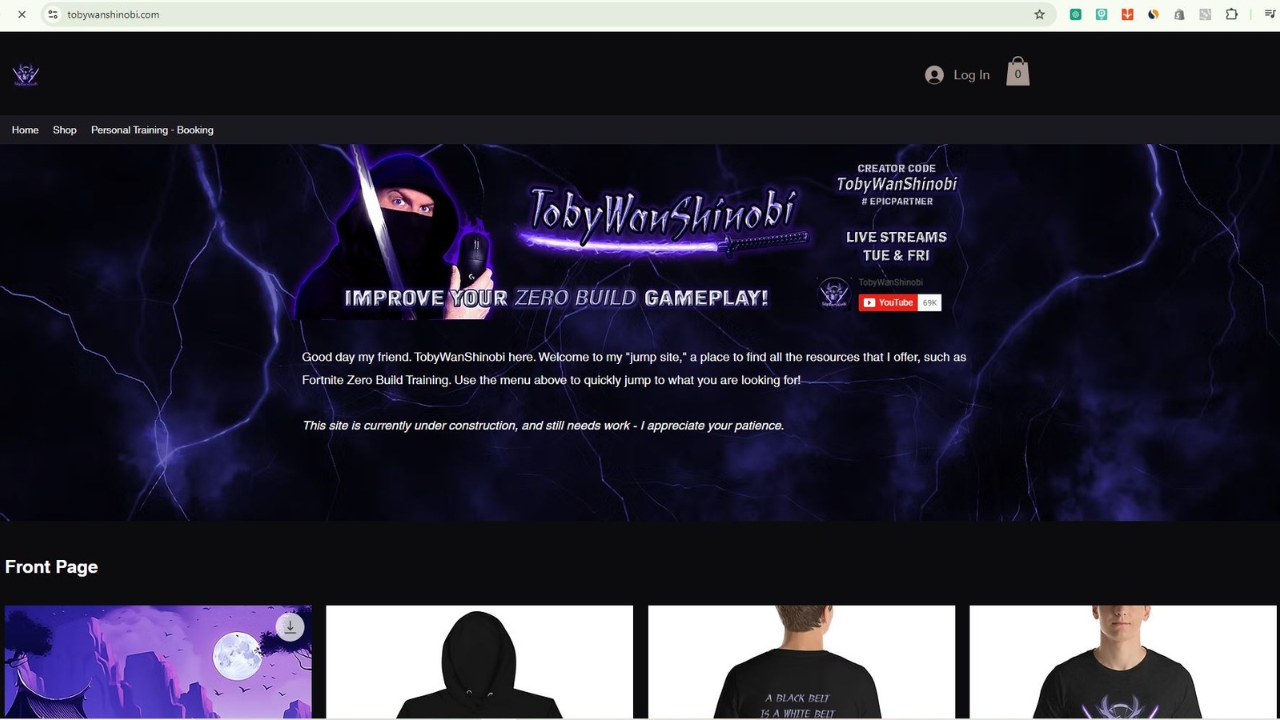 tobywanshinobi.com
Log In
0
Home Shop Personal Training - Booking
CREATOR CODE
TobyWanShinobi
# EPICPARTNER
TobyWanShinobi
LIVE STREAMS
TUE & FRI
TobyWanShinobi
YouTube 69K
IMPROVE YOUR ZERO BUILD GAMEPLAY!
Good day my friend. TobyWanShinobi here. Welcome to my "jump site," a place to find all the resources that I offer, such as
Fortnite Zero Build Training. Use the menu above to quickly jump to what you are looking for!
This site is currently under construction, and still needs work - I appreciate your patience.
Front Page
A BLACK BELT
IS A WHITE BELT